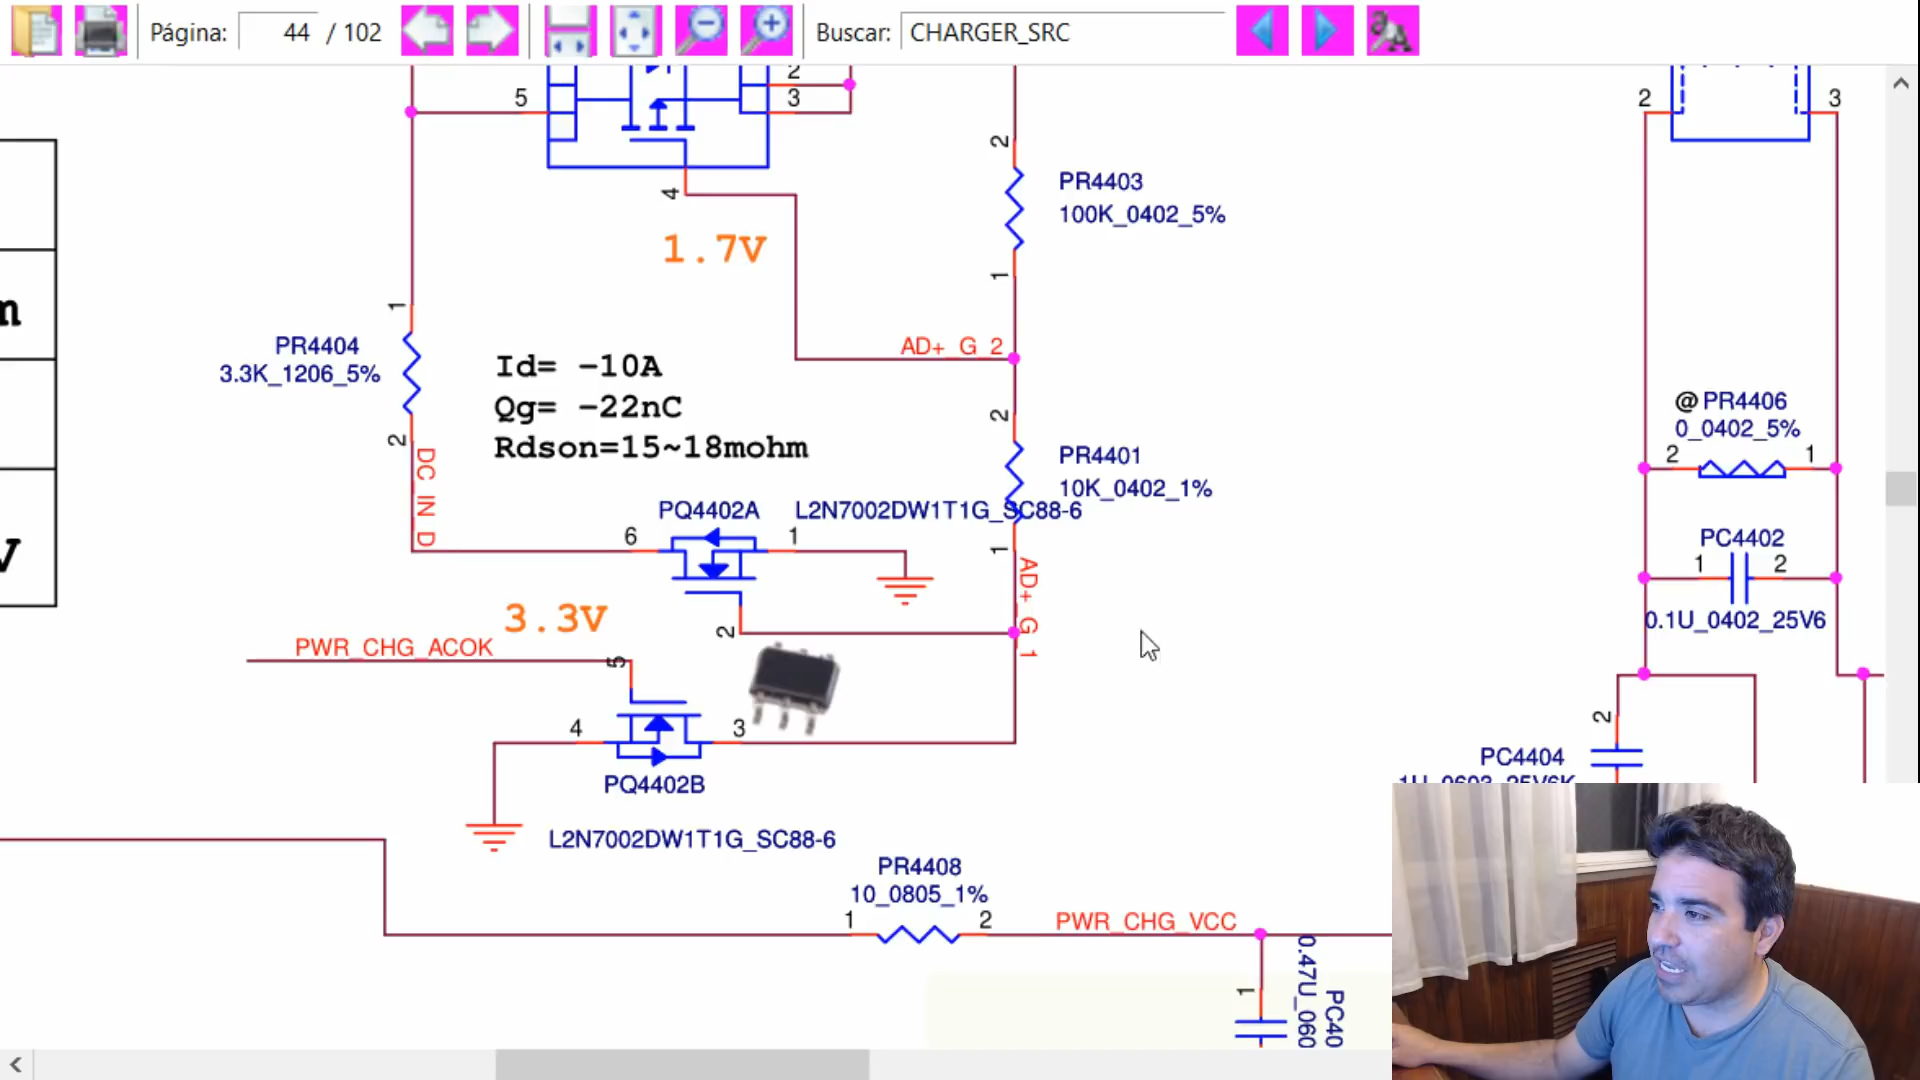 Página: 44 / 102 Buscar: CHARGER_SRC
5
2
3
2
3
4
2
PR4403
100K_0402_5%
1
1.7V
1
PR4404
3.3K_1206_5%
AD+_G_2
Id= -10A
Qg= -22nC
Rdson=15~18mohm
m
2
2
DC_IN_D
PR4401
10K_0402_1%
@PR4406
0_0402_5%
2
1
PQ4402A
L2N7002DW1T1G_SC88-6
6
1
1
V
AD+_G_1
PC4402
1
2
0.1U_0402_25V6
3.3V
2
PWR_CHG_ACOK
5
4
3
PQ4402B
L2N7002DW1T1G_SC88-6
2
PC4404
1U_0603_25V6K
PR4408
10_0805_1%
1
2
PWR_CHG_VCC
1
0.47U_060
PC40